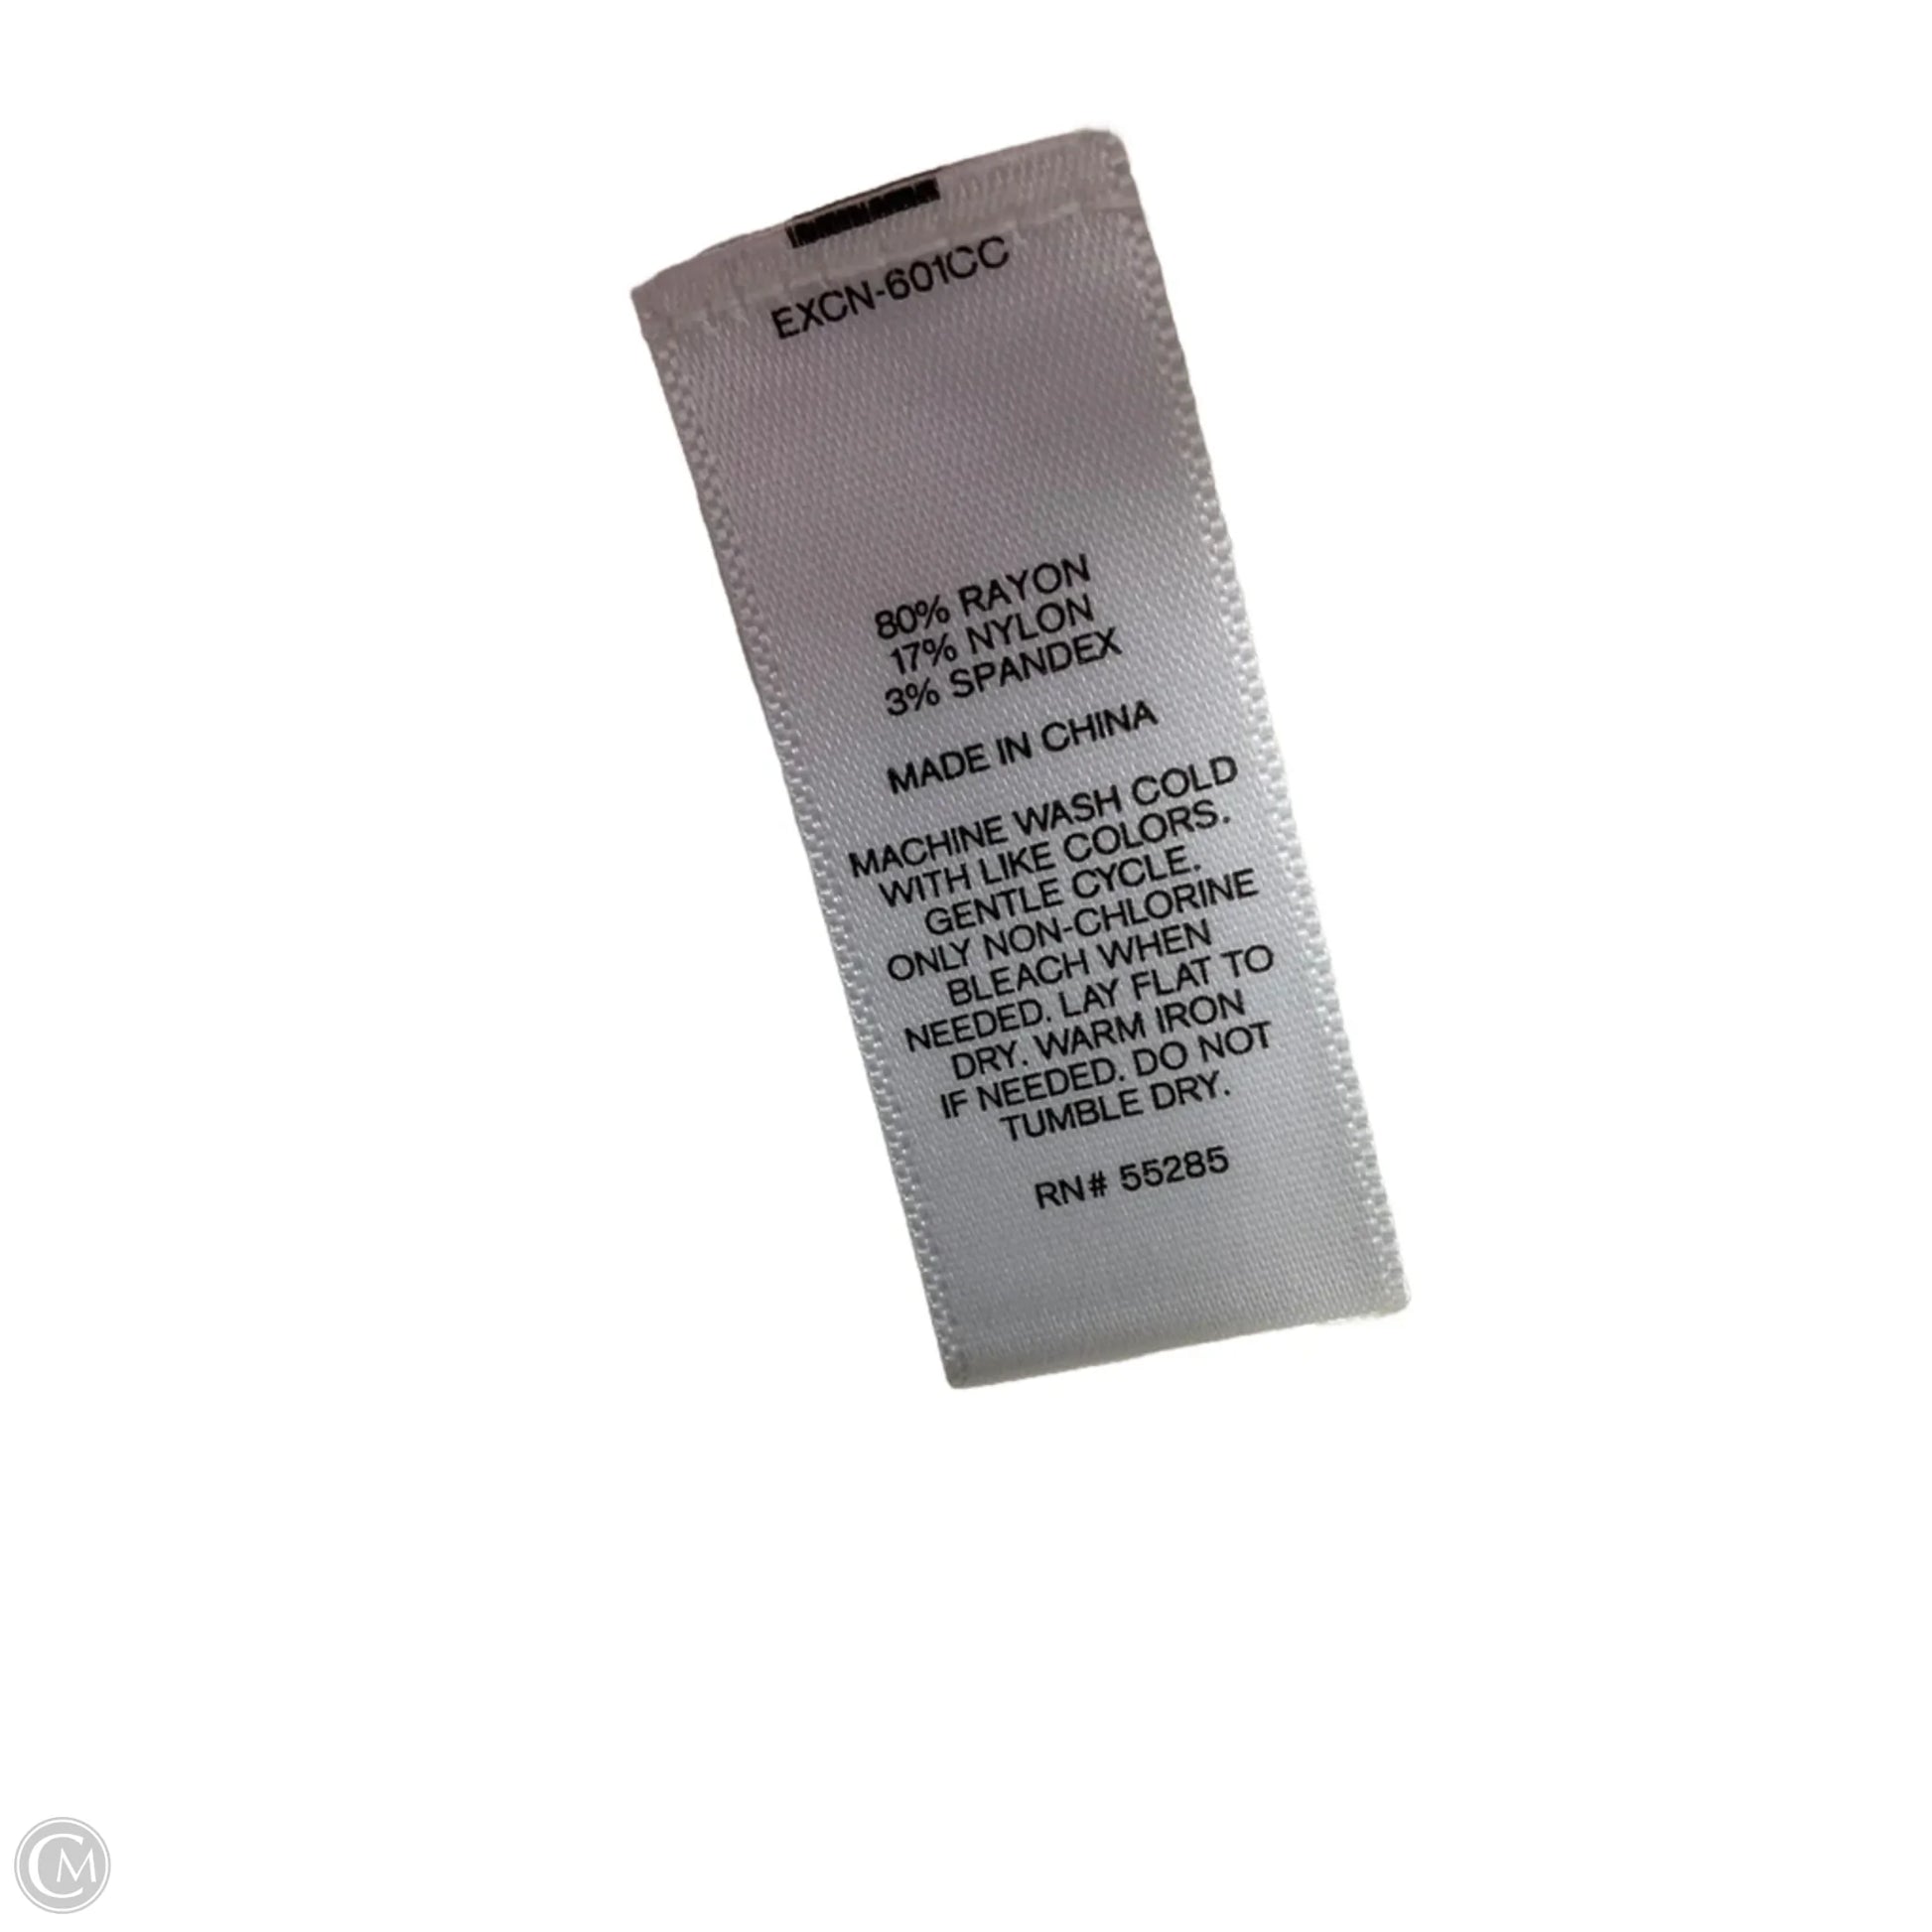 EXCN-601CC
80% RAYON
17% NYLON
3% SPANDEX
MADE IN CHINA
MACHINE WASH COLD
WITH LIKE COLORS.
GENTLE CYCLE.
ONLY NON-CHLORINE
BLEACH WHEN
NEEDED. LAY FLAT TO
DRY. WARM IRON
IF NEEDED. DO NOT
TUMBLE DRY.
RN# 55285
CM